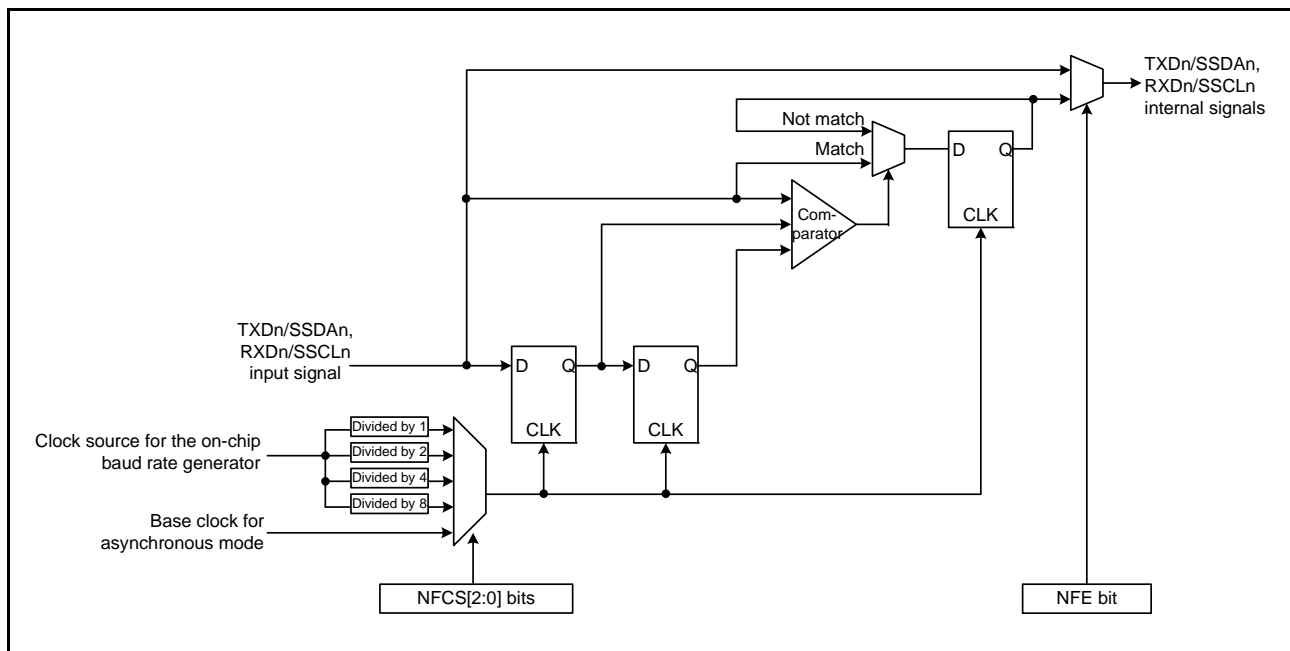 TXDn/SSDAn,
RXDn/SSCLn
internal signals
Not match
Match
D
Q
CLK
Com-
parator
TXDn/SSDAn,
RXDn/SSCLn
input signal
D
Q
CLK
D
Q
CLK
Clock source for the on-chip
baud rate generator
Divided by 1
Divided by 2
Divided by 4
Divided by 8
Base clock for
asynchronous mode
NFCS[2:0] bits
NFE bit